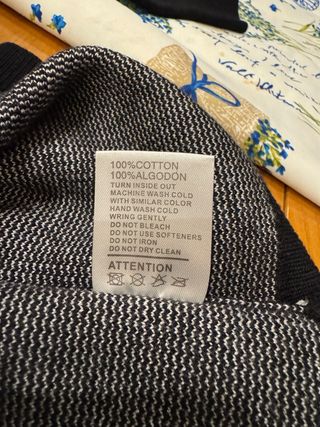 100%COTTON
100%ALGODON
TURN INSIDE OUT
MACHINE WASH COLD
WITH SIMILAR COLOR
HAND WASH COLD
WRING GENTLY
DO NOT BLEACH
DO NOT USE SOFTENERS
DO NOT IRON
DO NOT DRY CLEAN
ATTENTION